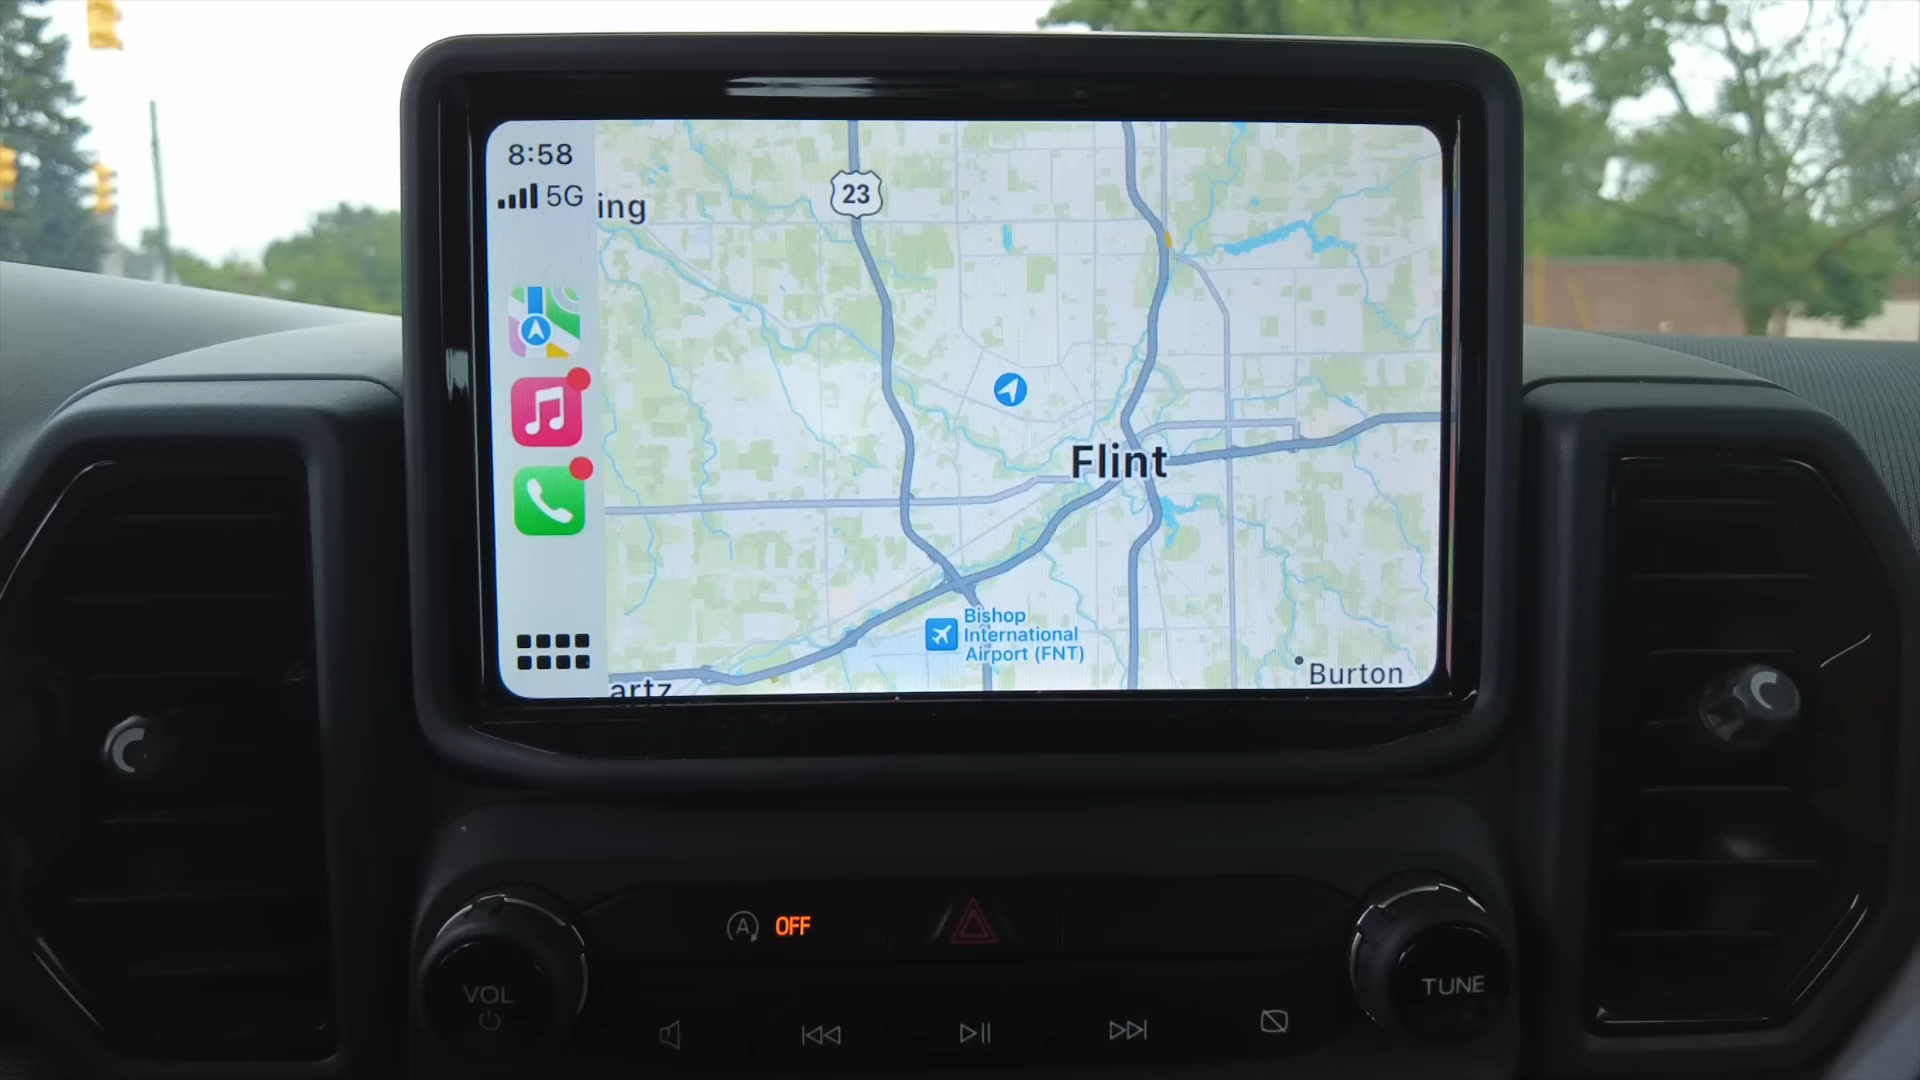 8:58
5G
ing
23
Flint
Bishop
International
Airport (FNT)
Burton
artz
A OFF
VOL
TUNE